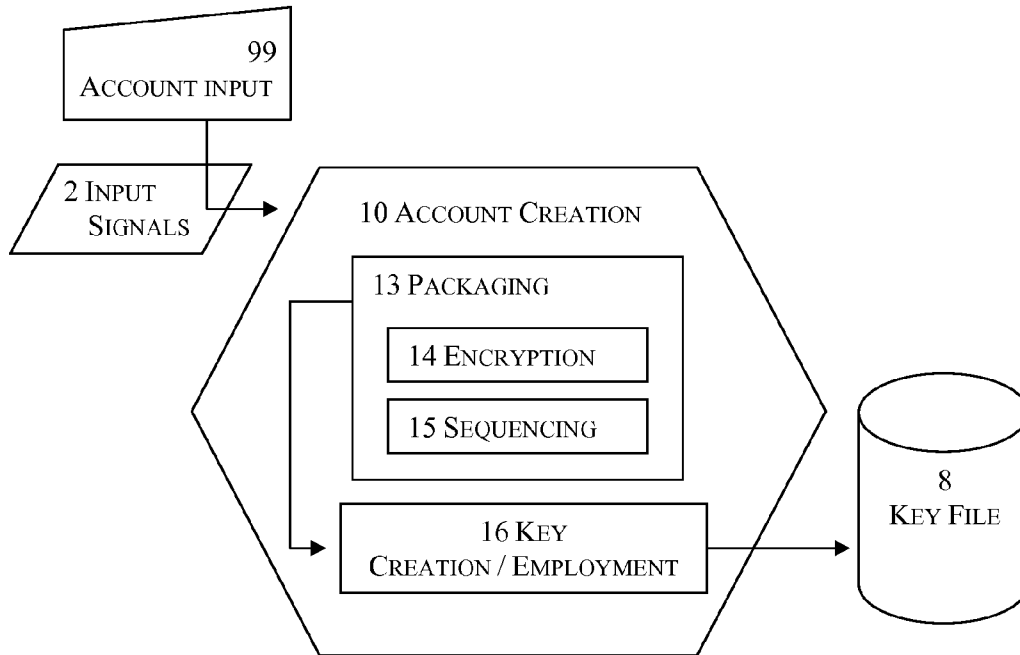 99
ACCOUNT INPUT
2 INPUT
SIGNALS
10 ACCOUNT CREATION
13 PACKAGING
14 ENCRYPTION
15 SEQUENCING
16 KEY
CREATION / EMPLOYMENT
8
KEY FILE